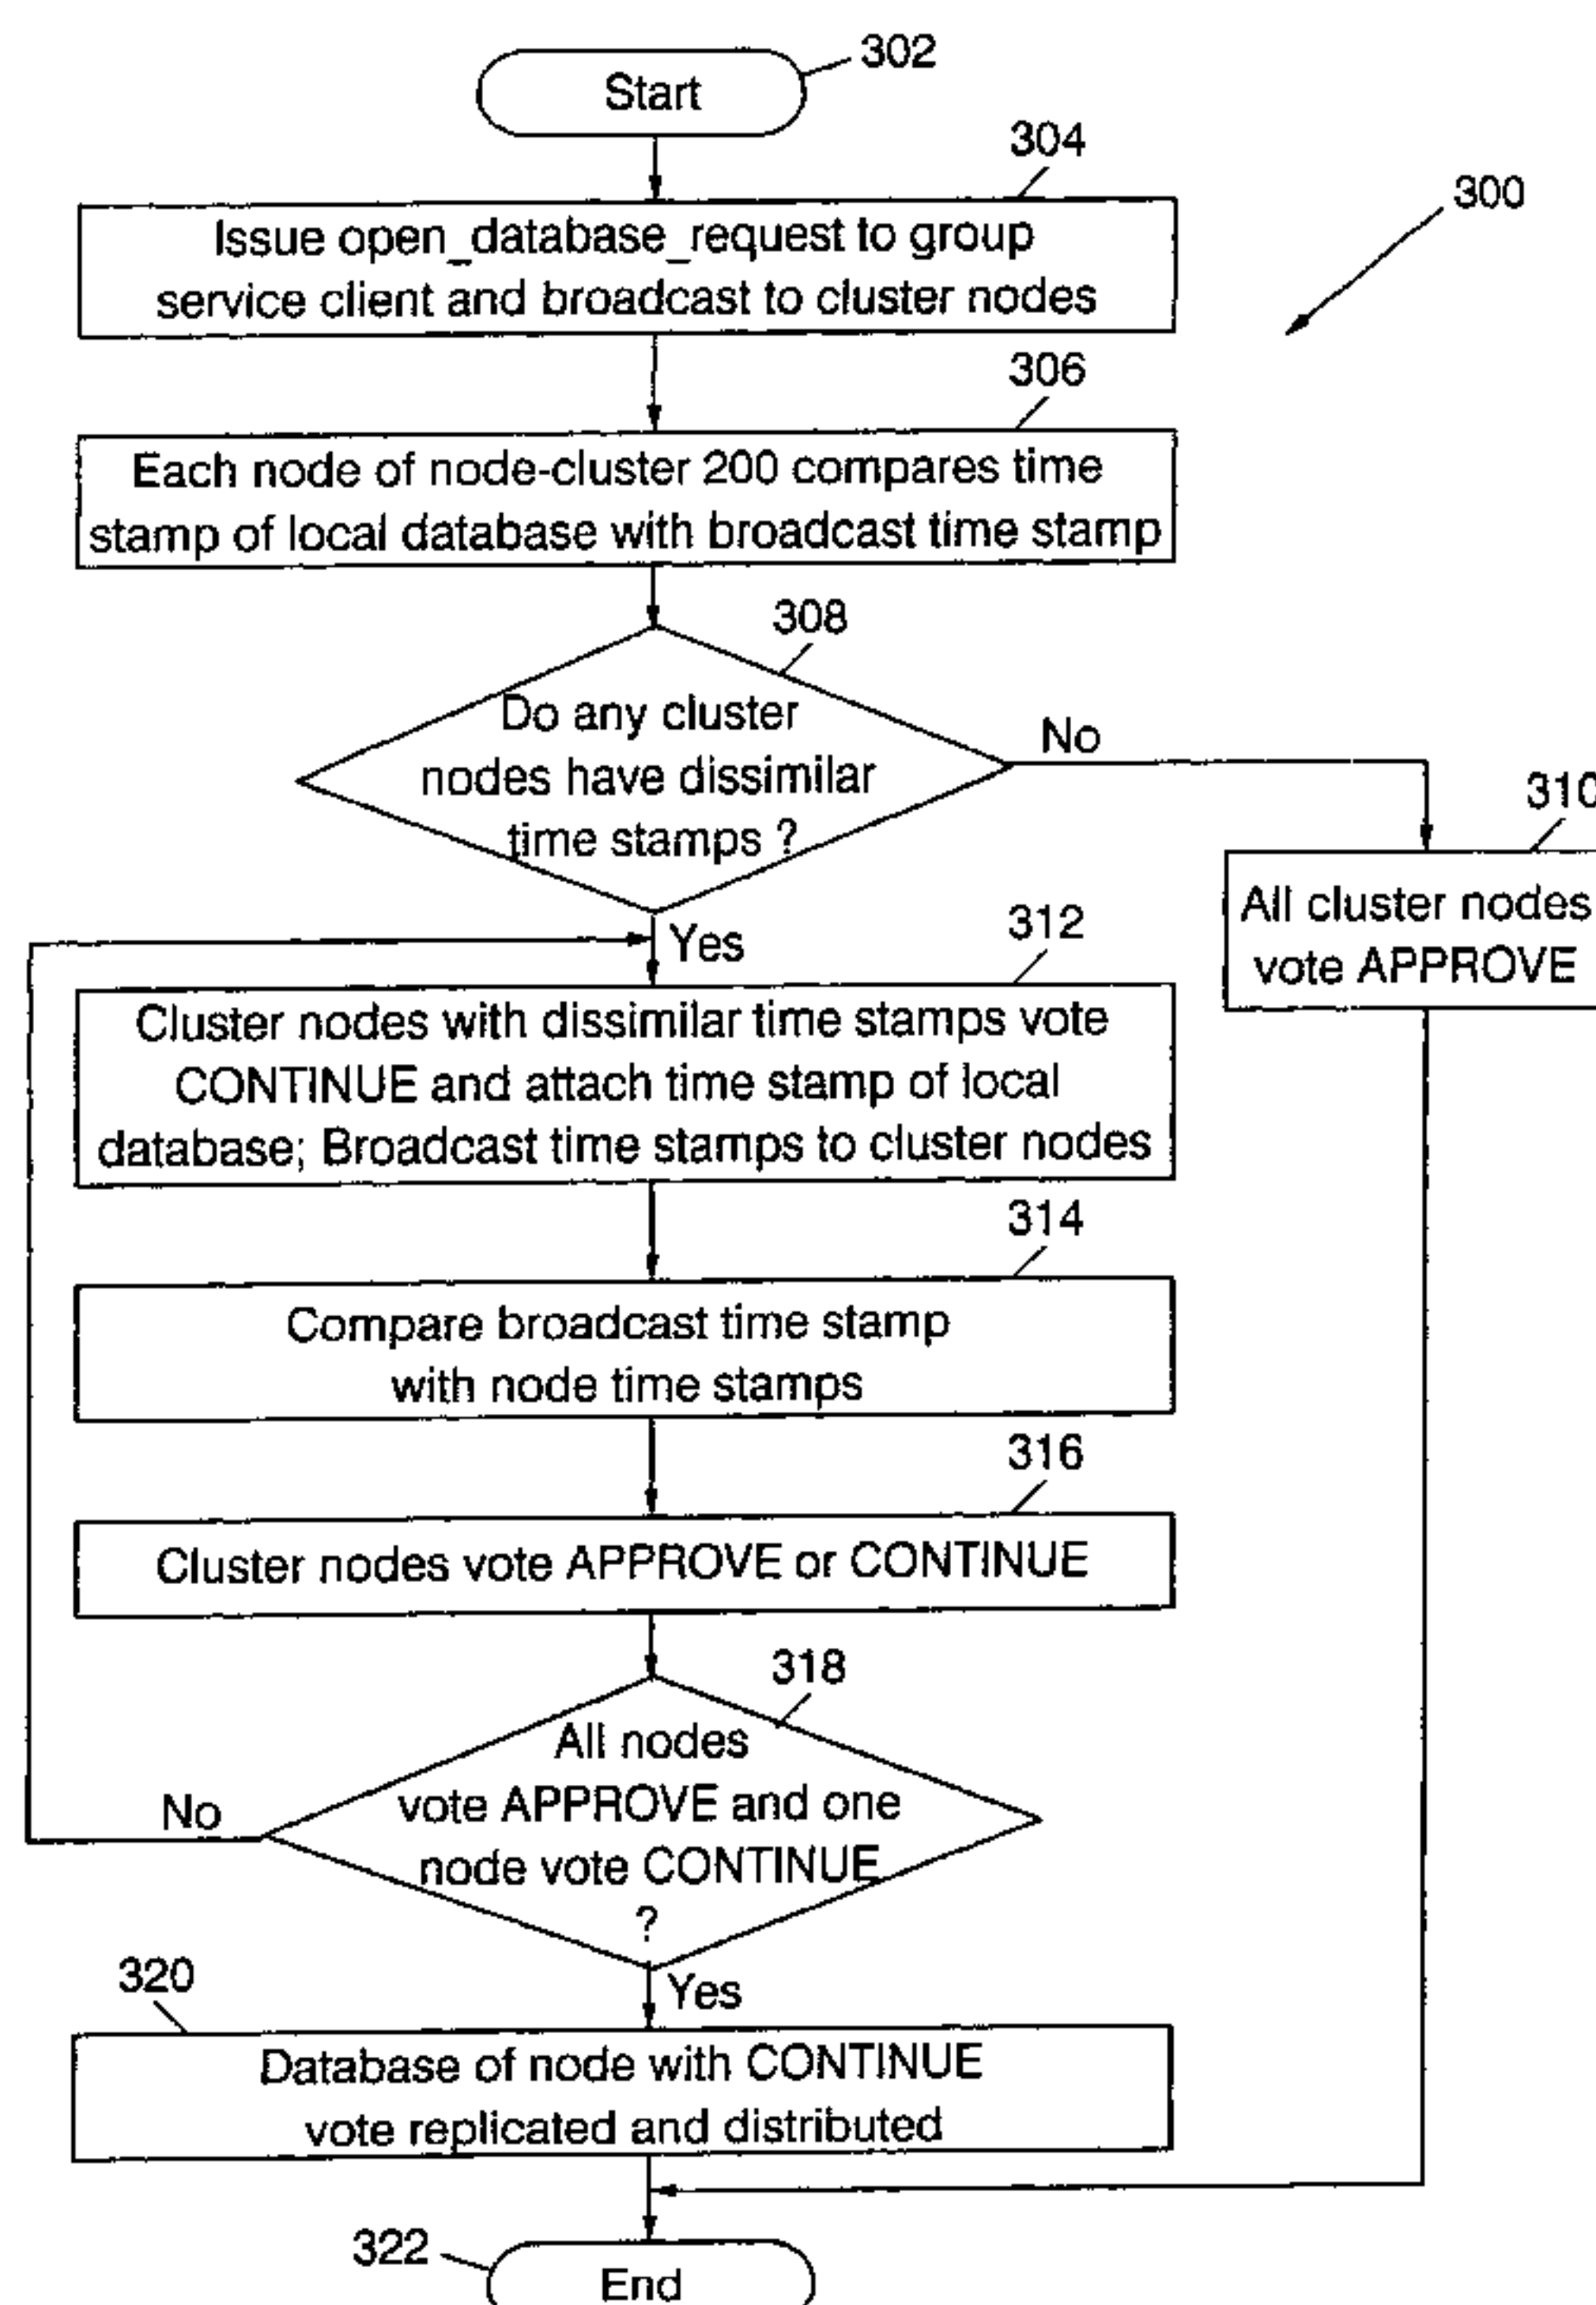 302
Start
304
300
Issue open_database_request to group
service client and broadcast to cluster nodes
306
Each node of node-cluster 200 compares time
stamp of local database with broadcast time stamp
308
Do any cluster
nodes have dissimilar
time stamps ?
No
310
All cluster nodes
vote APPROVE
Yes
312
Cluster nodes with dissimilar time stamps vote
CONTINUE and attach time stamp of local
database; Broadcast time stamps to cluster nodes
314
Compare broadcast time stamp
with node time stamps
316
Cluster nodes vote APPROVE or CONTINUE
318
All nodes
vote APPROVE and one
node vote CONTINUE
?
No
Yes
320
Database of node with CONTINUE
vote replicated and distributed
322
End